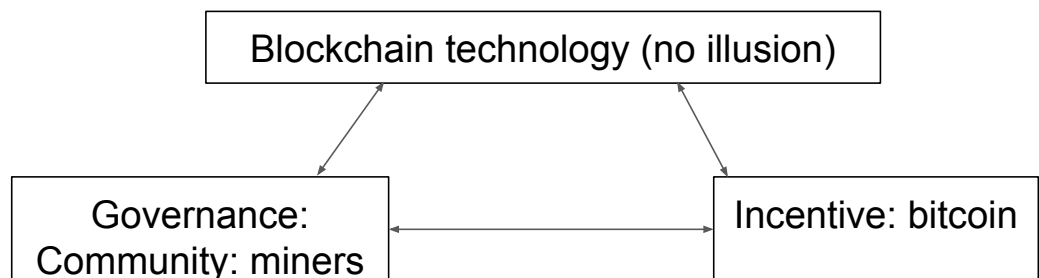 Blockchain technology (no illusion)
Governance:
Community: miners
Incentive: bitcoin